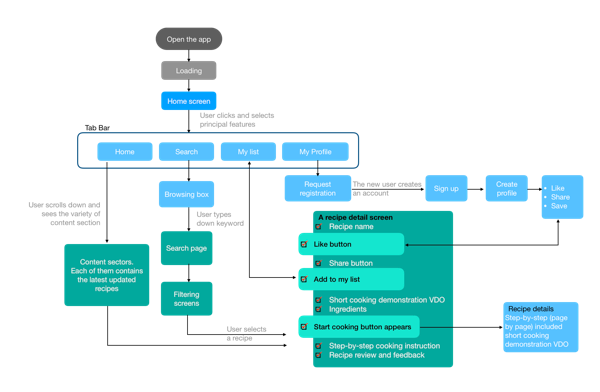 Open the app
Loading
Home screen
User clicks and selects
principal features
Tab Bar
Home
Search
My list
My Profile
Browsing box
Request
registration
The new user creates
an account
Sign up
Create
profile
• Like
• Share
• Save
User scrolls down and
sees the variety of
content section
User types
down keyword
A recipe detail screen
Recipe name
Like button
Share button
Add to my list
Short cooking demonstration VDO
Ingredients
Start cooking button appears
Step-by-step cooking instruction
Recipe review and feedback
Search page
Content sectors.
Each of them contains
the latest updated
recipes
Filtering
screens
User selects
a recipe
Recipe details
Step-by-step (page
by page) included
short cooking
demonstration VDO